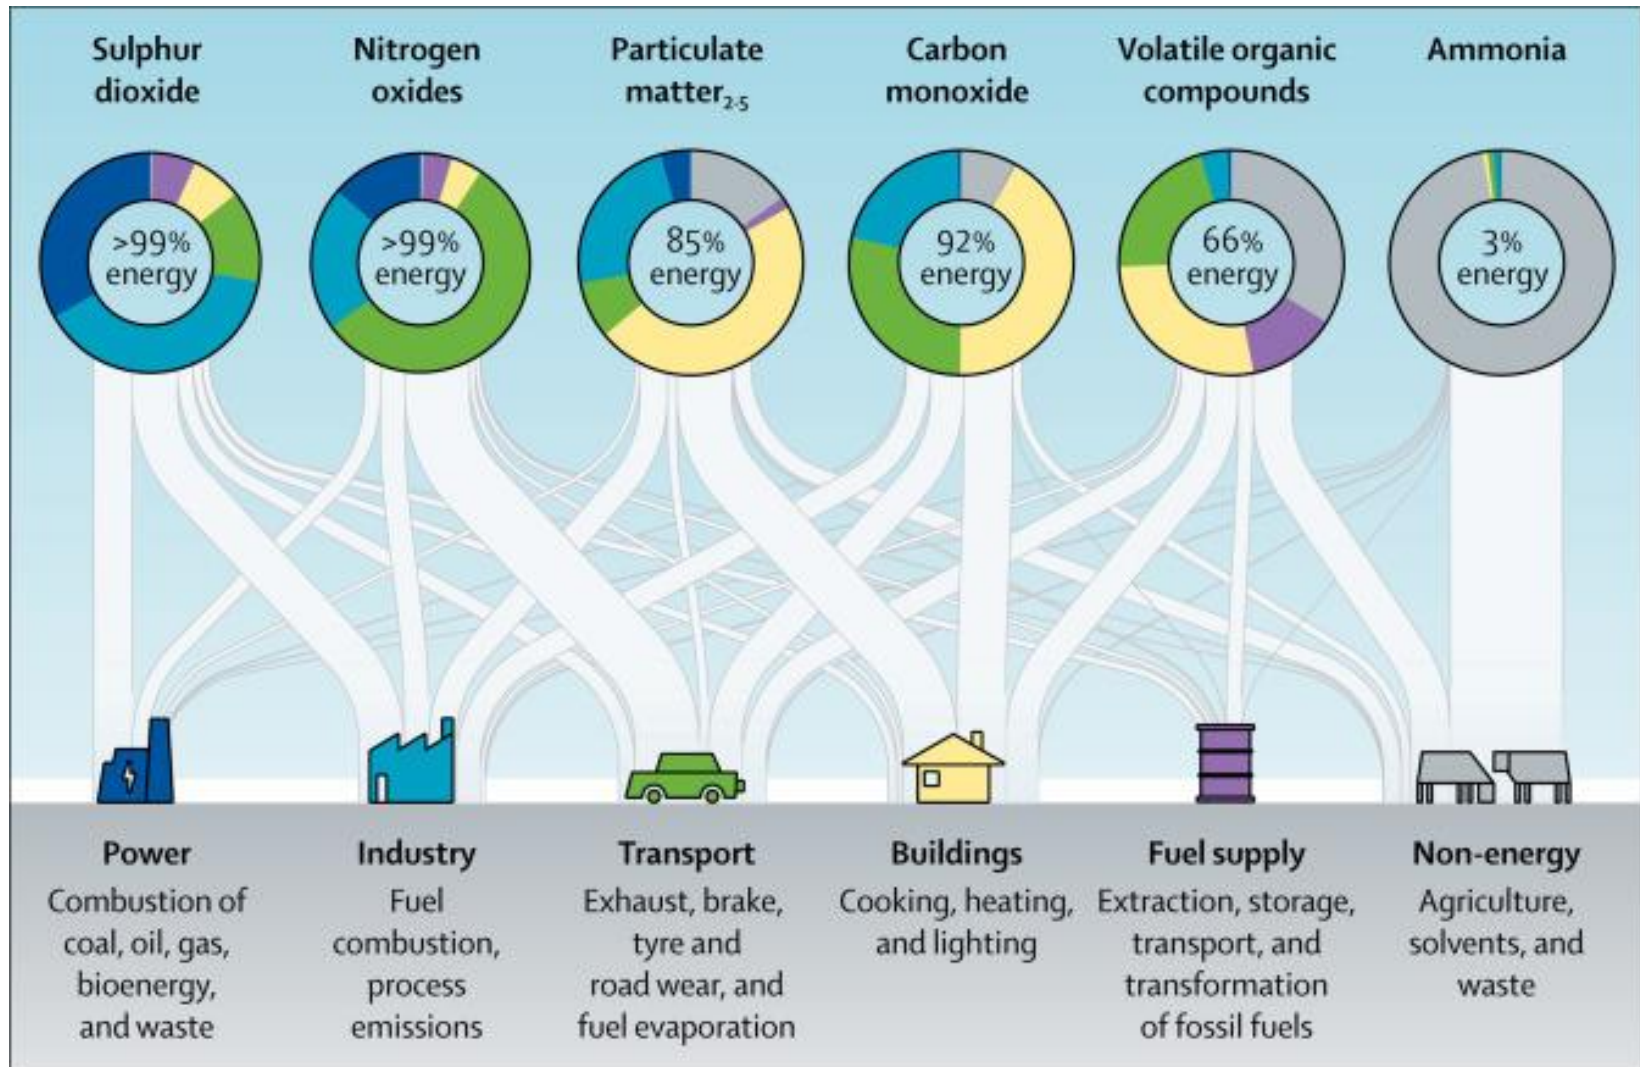 Sulphur
dioxide
Nitrogen
oxides
Particulate
matter₂.₅
Carbon
monoxide
Volatile organic
compounds
Ammonia
>99%
energy
>99%
energy
85%
energy
92%
energy
66%
energy
3%
energy
Power
Combustion of
coal, oil, gas,
bioenergy,
and waste
Industry
Fuel
combustion,
process
emissions
Transport
Exhaust, brake,
tyre and
road wear, and
fuel evaporation
Buildings
Cooking, heating,
and lighting
Fuel supply
Extraction, storage,
transport, and
transformation
of fossil fuels
Non-energy
Agriculture,
solvents, and
waste